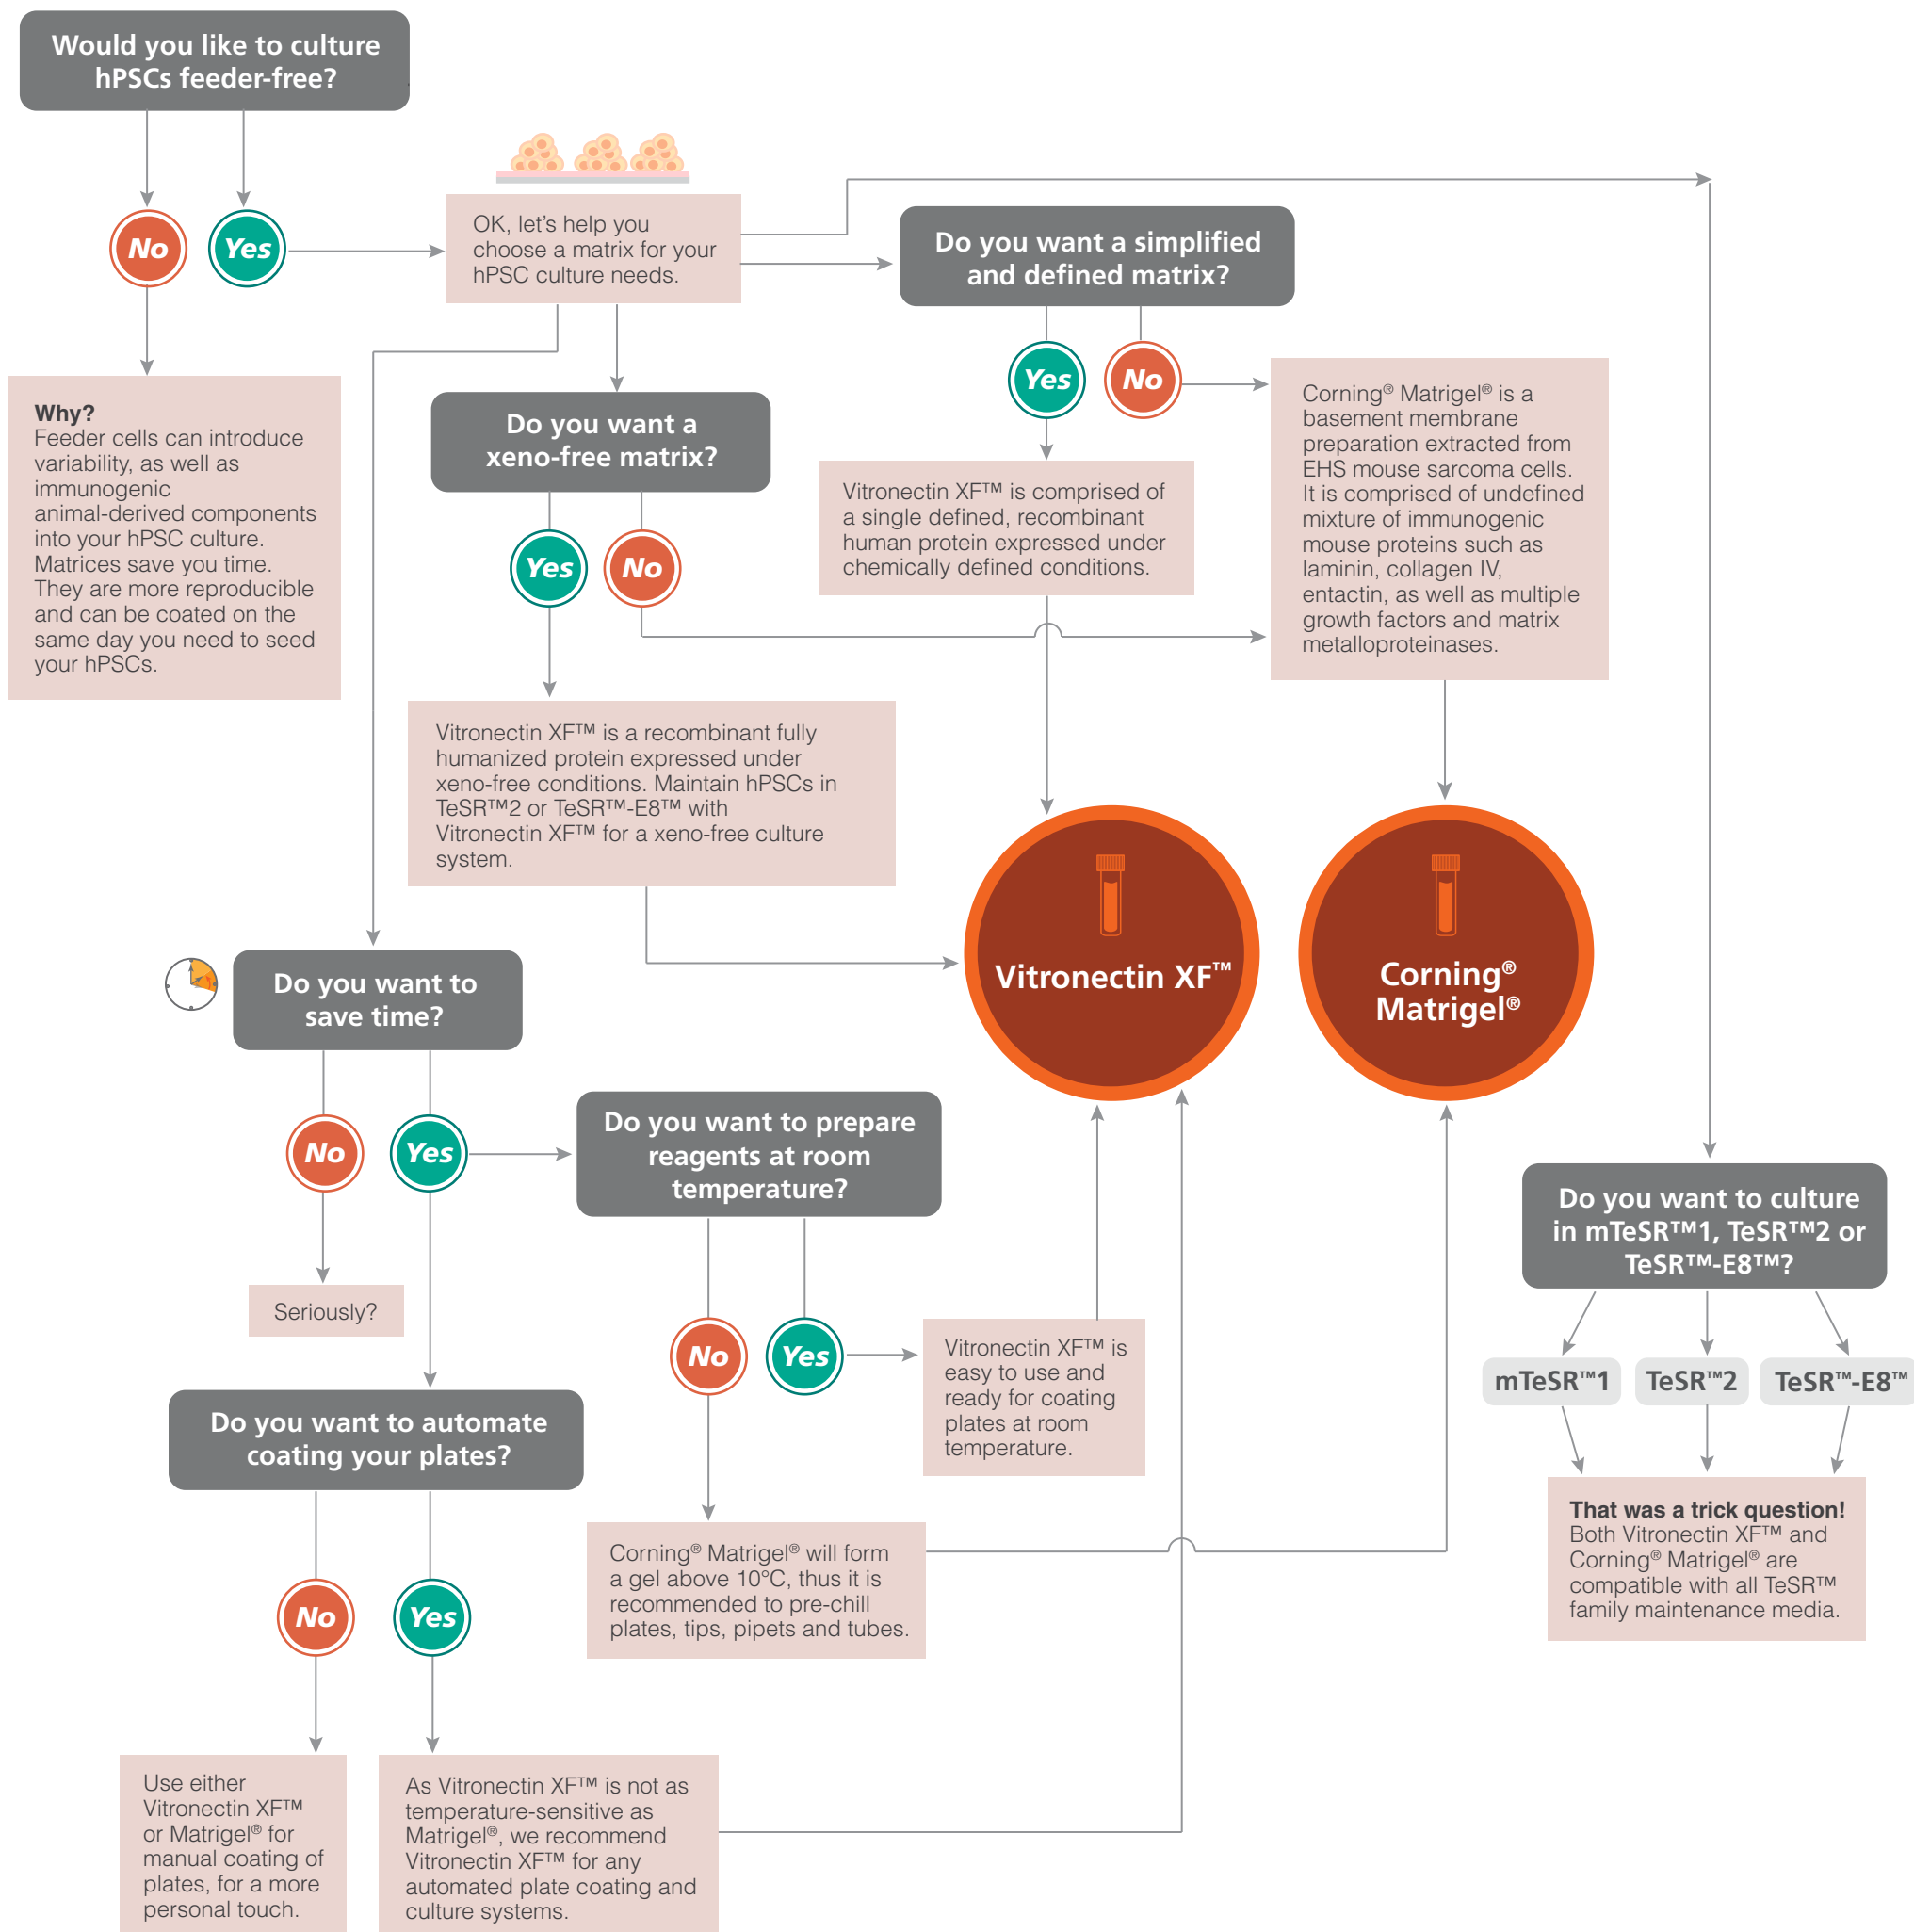 Would you like to culture
hPSCs feeder-free?
No
Yes
OK, let's help you
choose a matrix for your
hPSC culture needs.
Do you want a simplified
and defined matrix?
Yes
No
Why?
Feeder cells can introduce
variability, as well as
immunogenic
animal-derived components
into your hPSC culture.
Matrices save you time.
They are more reproducible
and can be coated on the
same day you need to seed
your hPSCs.
Do you want a
xeno-free matrix?
Yes
No
Vitronectin XF™ is comprised of
a single defined, recombinant
human protein expressed under
chemically defined conditions.
Corning® Matrigel® is a
basement membrane
preparation extracted from
EHS mouse sarcoma cells.
It is comprised of undefined
mixture of immunogenic
mouse proteins such as
laminin, collagen IV,
entactin, as well as multiple
growth factors and matrix
metalloproteinases.
Vitronectin XF™ is a recombinant fully
humanized protein expressed under
xeno-free conditions. Maintain hPSCs in
TeSR™2 or TeSR™-E8™ with
Vitronectin XF™ for a xeno-free culture
system.
Vitronectin XF™
Corning®
Matrigel®
Do you want to
save time?
No
Yes
Do you want to prepare
reagents at room
temperature?
Seriously?
No
Yes
Vitronectin XF™ is
easy to use and
ready for coating
plates at room
temperature.
Do you want to culture
in mTeSR™1, TeSR™2 or
TeSR™-E8™?
mTeSR™1
TeSR™2
TeSR™-E8™
Do you want to automate
coating your plates?
No
Yes
Corning® Matrigel® will form
a gel above 10°C, thus it is
recommended to pre-chill
plates, tips, pipets and tubes.
That was a trick question!
Both Vitronectin XF™ and
Corning® Matrigel® are
compatible with all TeSR™
family maintenance media.
Use either
Vitronectin XF™
or Matrigel® for
manual coating of
plates, for a more
personal touch.
As Vitronectin XF™ is not as
temperature-sensitive as
Matrigel®, we recommend
Vitronectin XF™ for any
automated plate coating and
culture systems.